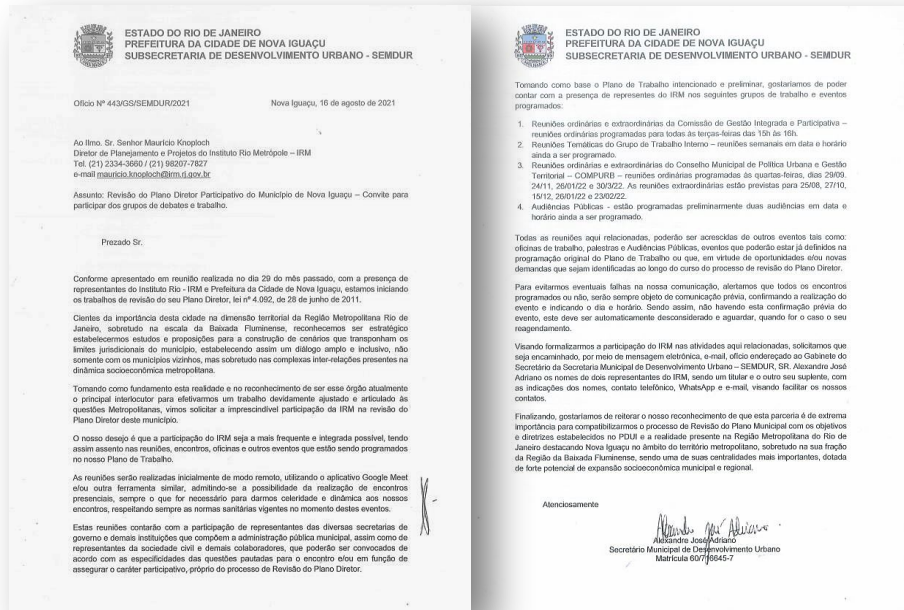 ESTADO DO RIO DE JANEIRO
PREFEITURA DA CIDADE DE NOVA IGUAÇU
SUBSECRETARIA DE DESENVOLVIMENTO URBANO - SEMDUR
Ofício Nº 443/GS/SEMDUR/2021 Nova Iguaçu, 16 de agosto de 2021
Ao Ilmo. Sr. Senhor Mauricio Knoploch
Diretor de Planejamento e Projetos do Instituto Rio Metrópole – IRM
Tel. (21) 2334-3660 / (21) 98207-7827
e-mail mauricio.knoploch@irm.rj.gov.br
Assunto: Revisão do Plano Diretor Participativo do Município de Nova Iguaçu – Convite para
participar dos grupos de debates e trabalho.
Prezado Sr.
Conforme apresentado em reunião realizada no dia 29 do mês passado, com a presença de
representantes do Instituto Rio - IRM e Prefeitura da Cidade de Nova Iguaçu, estamos iniciando
os trabalhos de revisão do seu Plano Diretor, lei nº 4.092, de 28 de junho de 2011.
Cientes da importância desta cidade na dimensão territorial da Região Metropolitana Rio de
Janeiro, sobretudo na escala da Baixada Fluminense, reconhecemos ser estratégico
estabelecermos estudos e proposições para a construção de cenários que transponham os
limites jurisdicionais do município, estabelecendo assim um diálogo amplo e inclusivo, não
somente com os municípios vizinhos, mas sobretudo nas complexas inter-relações presentes na
dinâmica socioeconômica metropolitana.
Tomando como fundamento esta realidade e no reconhecimento de ser esse órgão atualmente
o principal interlocutor para efetivarmos um trabalho devidamente ajustado e articulado às
questões Metropolitanas, vimos solicitar a imprescindível participação da IRM na revisão do
Plano Diretor deste município.
O nosso desejo é que a participação do IRM seja a mais frequente e integrada possível, tendo
assim assento nas reuniões, encontros, oficinas e outros eventos que estão sendo programados
no nosso Plano de Trabalho.
As reuniões serão realizadas inicialmente de modo remoto, utilizando o aplicativo Google Meet
e/ou outra ferramenta similar, admitindo-se a possibilidade da realização de encontros
presenciais, sempre o que for necessário para darmos celeridade e dinâmica aos nossos
encontros, respeitando sempre as normas sanitárias vigentes no momento destes eventos.
Estas reuniões contarão com a participação de representantes das diversas secretarias de
governo e demais instituições que compõem a administração pública municipal, assim como de
representantes da sociedade civil e demais colaboradores, que poderão ser convocados de
acordo com as especificidades das questões pautadas para o encontro e/ou em função de
assegurar o caráter participativo, próprio do processo de Revisão do Plano Diretor.
ESTADO DO RIO DE JANEIRO
PREFEITURA DA CIDADE DE NOVA IGUAÇU
SUBSECRETARIA DE DESENVOLVIMENTO URBANO - SEMDUR
Tomando como base o Plano de Trabalho intencionado e preliminar, gostaríamos de poder
contar com a presença de representes do IRM nos seguintes grupos de trabalho e eventos
programados:
1. Reuniões ordinárias e extraordinárias da Comissão de Gestão Integrada e Participativa –
reuniões ordinárias programadas para todas às terças-feiras das 15h às 16h.
2. Reuniões Temáticas do Grupo de Trabalho Interno – reuniões semanais em data e horário
ainda a ser programado.
3. Reuniões ordinárias e extraordinárias do Conselho Municipal de Política Urbana e Gestão
Territorial – COMPURB – reuniões ordinárias programadas às quartas-feiras, dias 29/09.
24/11, 26/01/22 e 30/3/22. As reuniões extraordinárias estão previstas para 25/08, 27/10,
15/12, 26/01/22 e 23/02/22.
4. Audiências Públicas - estão programadas preliminarmente duas audiências em data e
horário ainda a ser programado.
Todas as reuniões aqui relacionadas, poderão ser acrescidas de outros eventos tais como:
oficinas de trabalho, palestras e Audiências Públicas, eventos que poderão estar já definidos na
programação original do Plano de Trabalho ou que, em virtude de oportunidades e/ou novas
demandas que sejam identificadas ao longo do curso do processo de revisão do Plano Diretor.
Para evitarmos eventuais falhas na nossa comunicação, alertamos que todos os encontros
programados ou não, serão sempre objeto de comunicação prévia, confirmando a realização do
evento e indicando o dia e horário. Sendo assim, não havendo esta confirmação prévia do
evento, este deve ser automaticamente desconsiderado e aguardar, quando for o caso o seu
reagendamento.
Visando formalizarmos a participação do IRM nas atividades aqui relacionadas, solicitamos que
seja encaminhado, por meio de mensagem eletrônica, e-mail, ofício endereçado ao Gabinete do
Secretário da Secretaria Municipal de Desenvolvimento Urbano – SEMDUR, SR. Alexandre José
Adriano os nomes de dois representantes do IRM, sendo um titular e o outro seu suplente, com
as indicações dos nomes, contato telefônico, WhatsApp e e-mail, visando facilitar os nossos
contatos.
Finalizando, gostaríamos de reiterar o nosso reconhecimento de que esta parceria é de extrema
importância para compatibilizarmos o processo de Revisão do Plano Municipal com os objetivos
e diretrizes estabelecidos no PDUI e a realidade presente na Região Metropolitana do Rio de
Janeiro destacando Nova Iguaçu no âmbito do território metropolitano, sobretudo na sua fração
da Região da Baixada Fluminense, sendo uma de suas centralidades mais importantes, dotada
de forte potencial de expansão socioeconômica municipal e regional.
Atenciosamente
Alexandre José Adriano
Alexandre José Adriano
Secretário Municipal de Desenvolvimento Urbano
Matrícula 60/716645-7